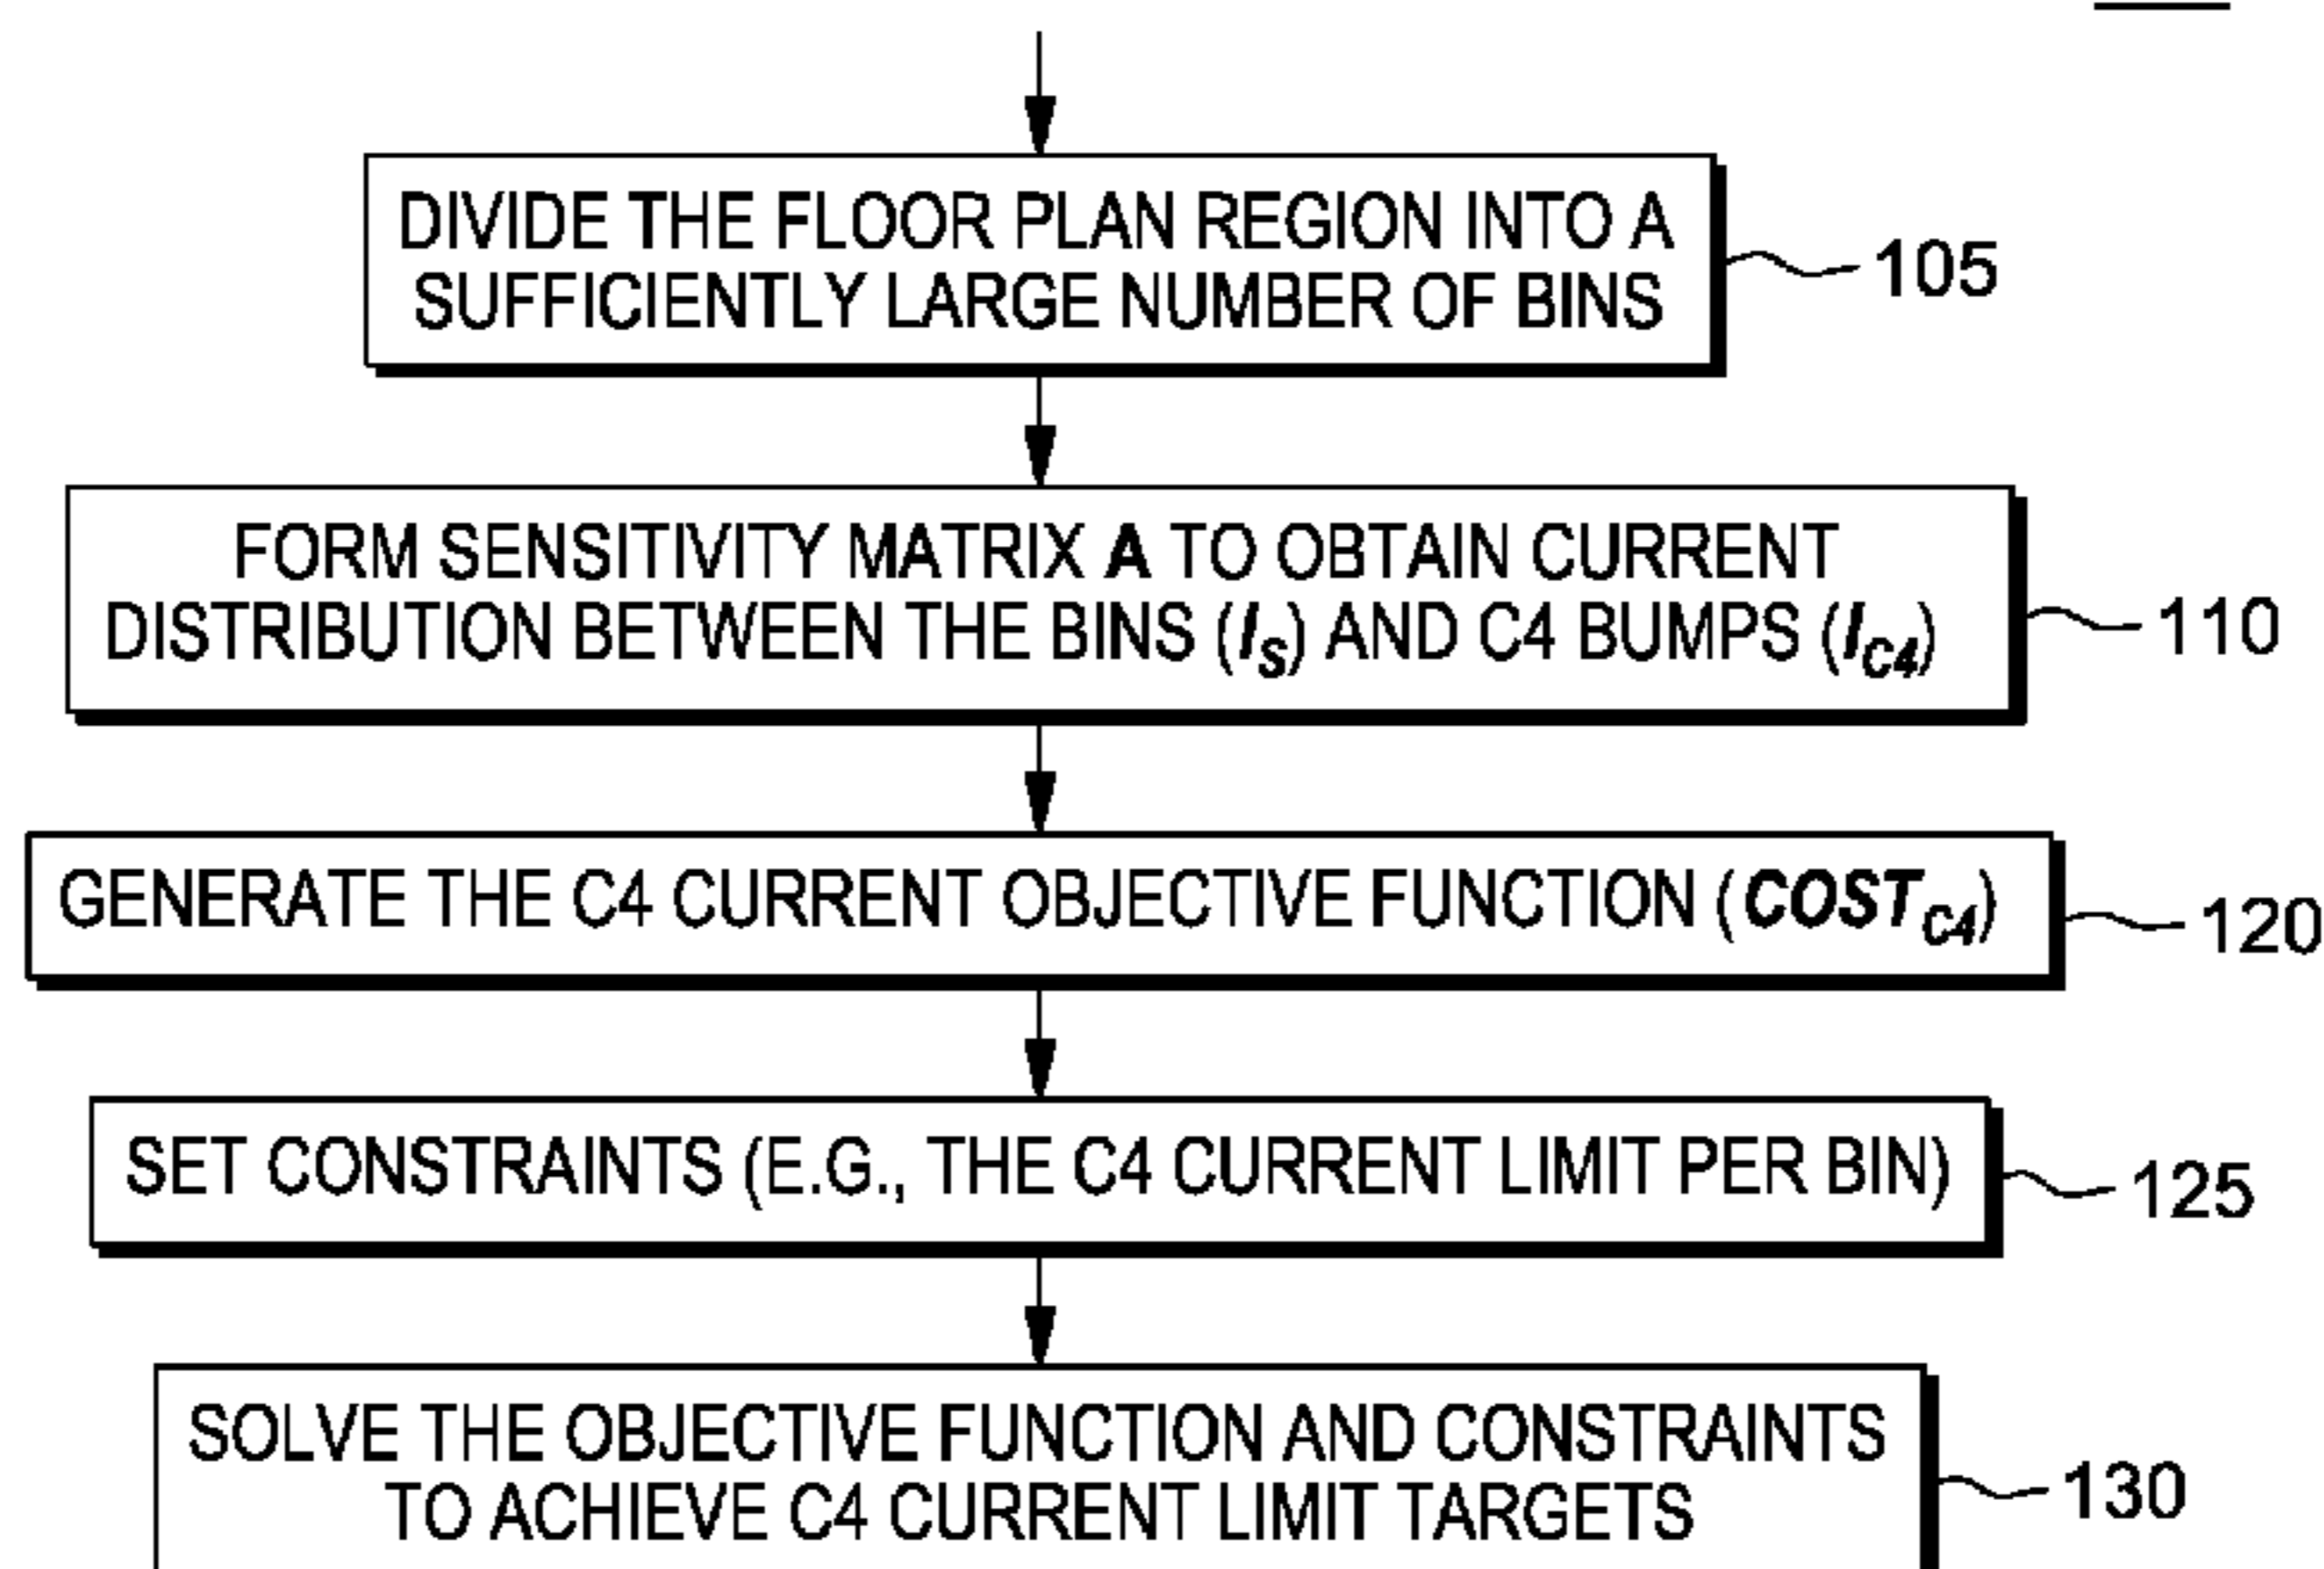 DIVIDE THE FLOOR PLAN REGION INTO A
SUFFICIENTLY LARGE NUMBER OF BINS
105
FORM SENSITIVITY MATRIX A TO OBTAIN CURRENT
DISTRIBUTION BETWEEN THE BINS (IS) AND C4 BUMPS (IC4)
110
GENERATE THE C4 CURRENT OBJECTIVE FUNCTION (COSTC4)
120
SET CONSTRAINTS (E.G., THE C4 CURRENT LIMIT PER BIN)
125
SOLVE THE OBJECTIVE FUNCTION AND CONSTRAINTS
TO ACHIEVE C4 CURRENT LIMIT TARGETS
130